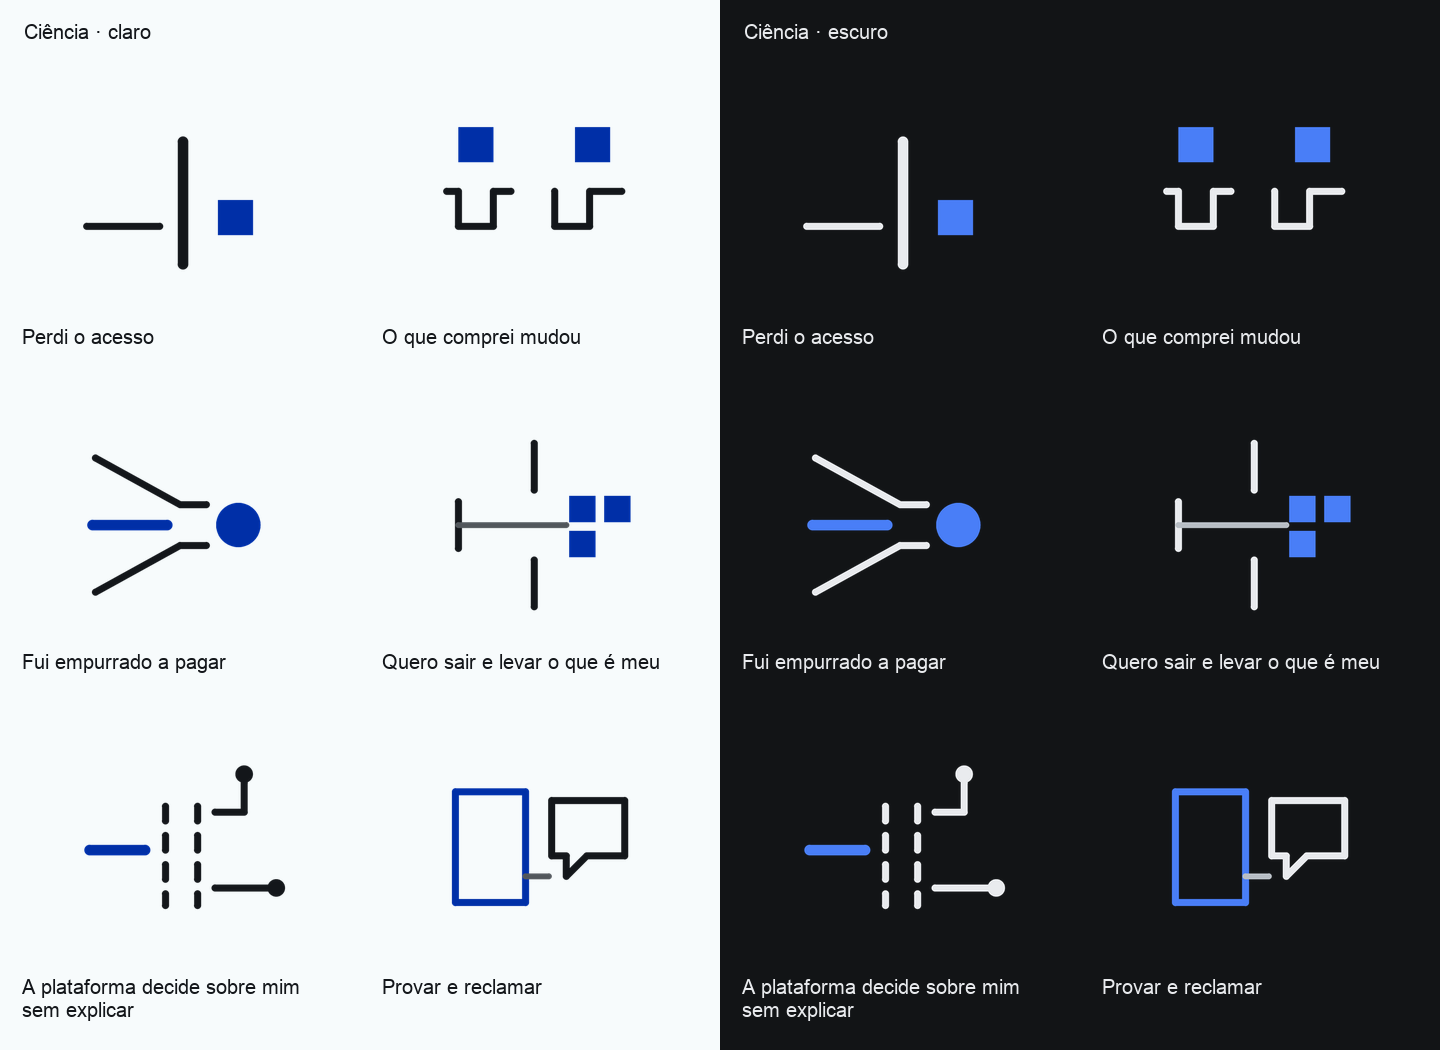 Ciência · claro
Perdi o acesso
O que comprei mudou
Fui empurrado a pagar
Quero sair e levar o que é meu
A plataforma decide sobre mim
sem explicar
Provar e reclamar
Ciência · escuro
Perdi o acesso
O que comprei mudou
Fui empurrado a pagar
Quero sair e levar o que é meu
A plataforma decide sobre mim
sem explicar
Provar e reclamar